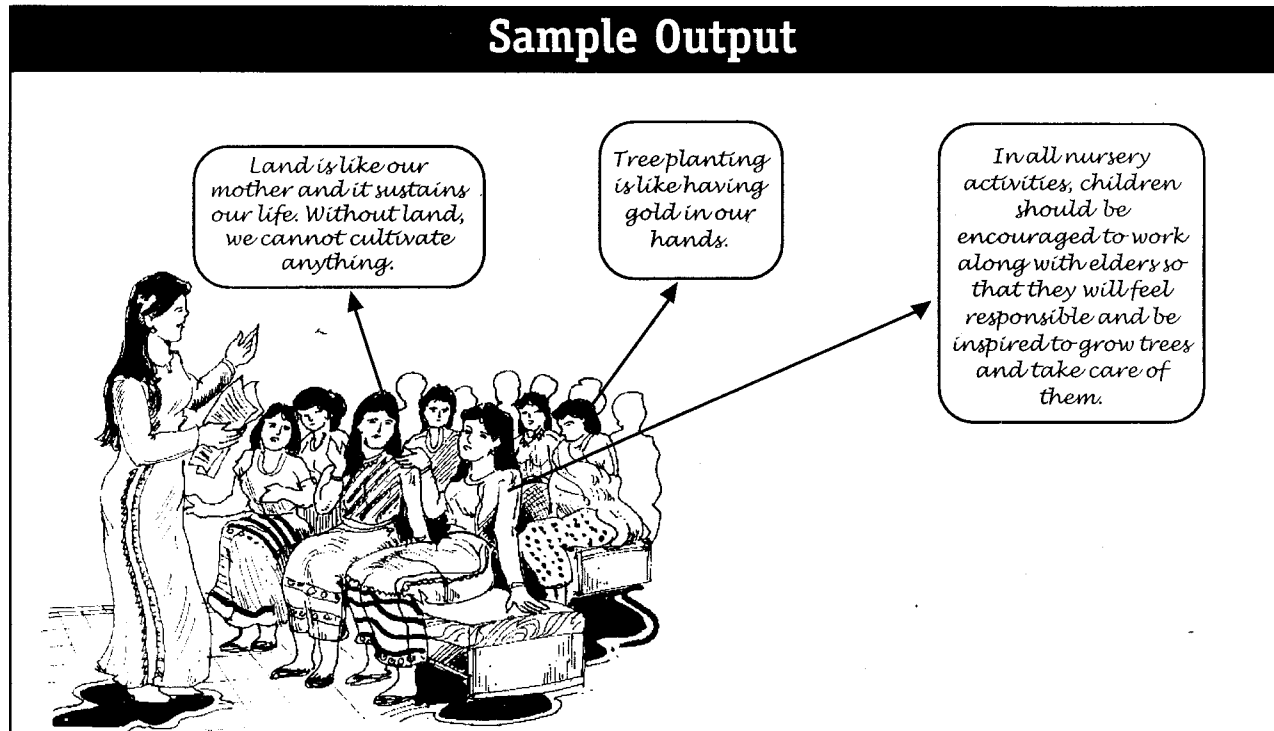 Sample Output
Land is like our
mother and it sustains
our life. Without land,
we cannot cultivate
anything.
Tree planting
is like having
gold in our
hands.
In all nursery
activities, children
should be
encouraged to work
along with elders so
that they will feel
responsible and be
inspired to grow trees
and take care of
them.